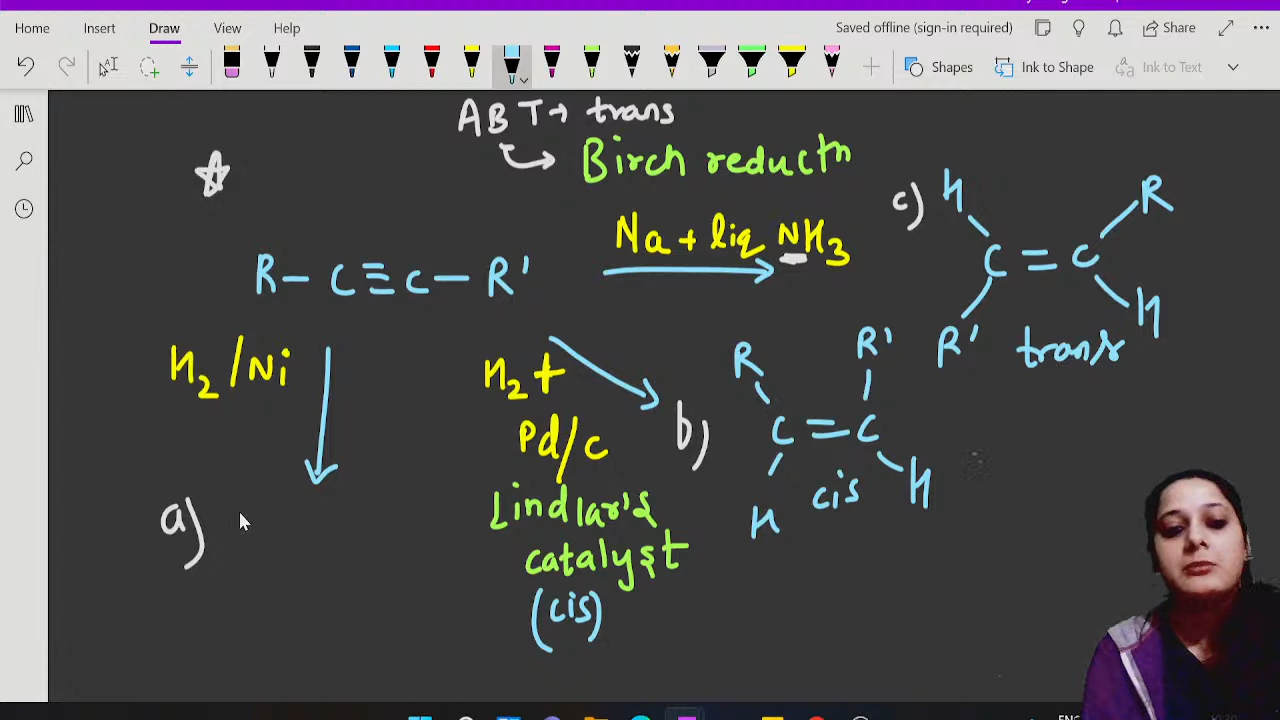 Home Insert Draw View Help Saved offline (sign-in required) Share
Shapes Ink to Shape Ink to Text
ABT → trans
Birch reductn
Na + liq NH3
R - C ≡ C - R'
c) H R
C = C
R' H
trans
H2 / Ni
H2 +
Pd/C
Lindlar's
catalyst
(cis)
b) R R'
C = C
H H
cis
a)